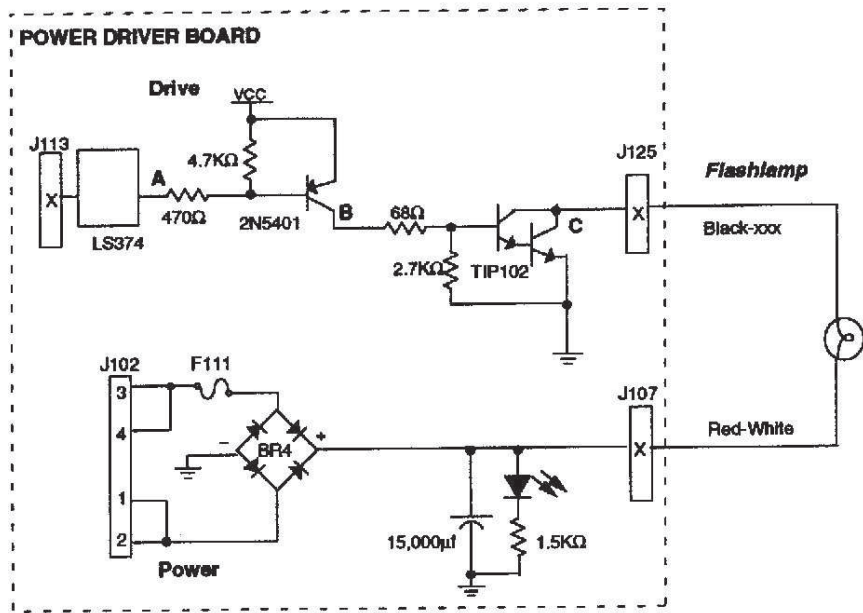 POWER DRIVER BOARD
Drive
VCC
J113
4.7KΩ
J125
Flashlamp
A
X
470Ω
2N5401
B
68Ω
C
X
Black-xxx
LS374
2.7KΩ
TIP102
J102
F111
J107
3
4
–
BR4
+
X
Red-White
1
2
15,000µf
1.5KΩ
Power